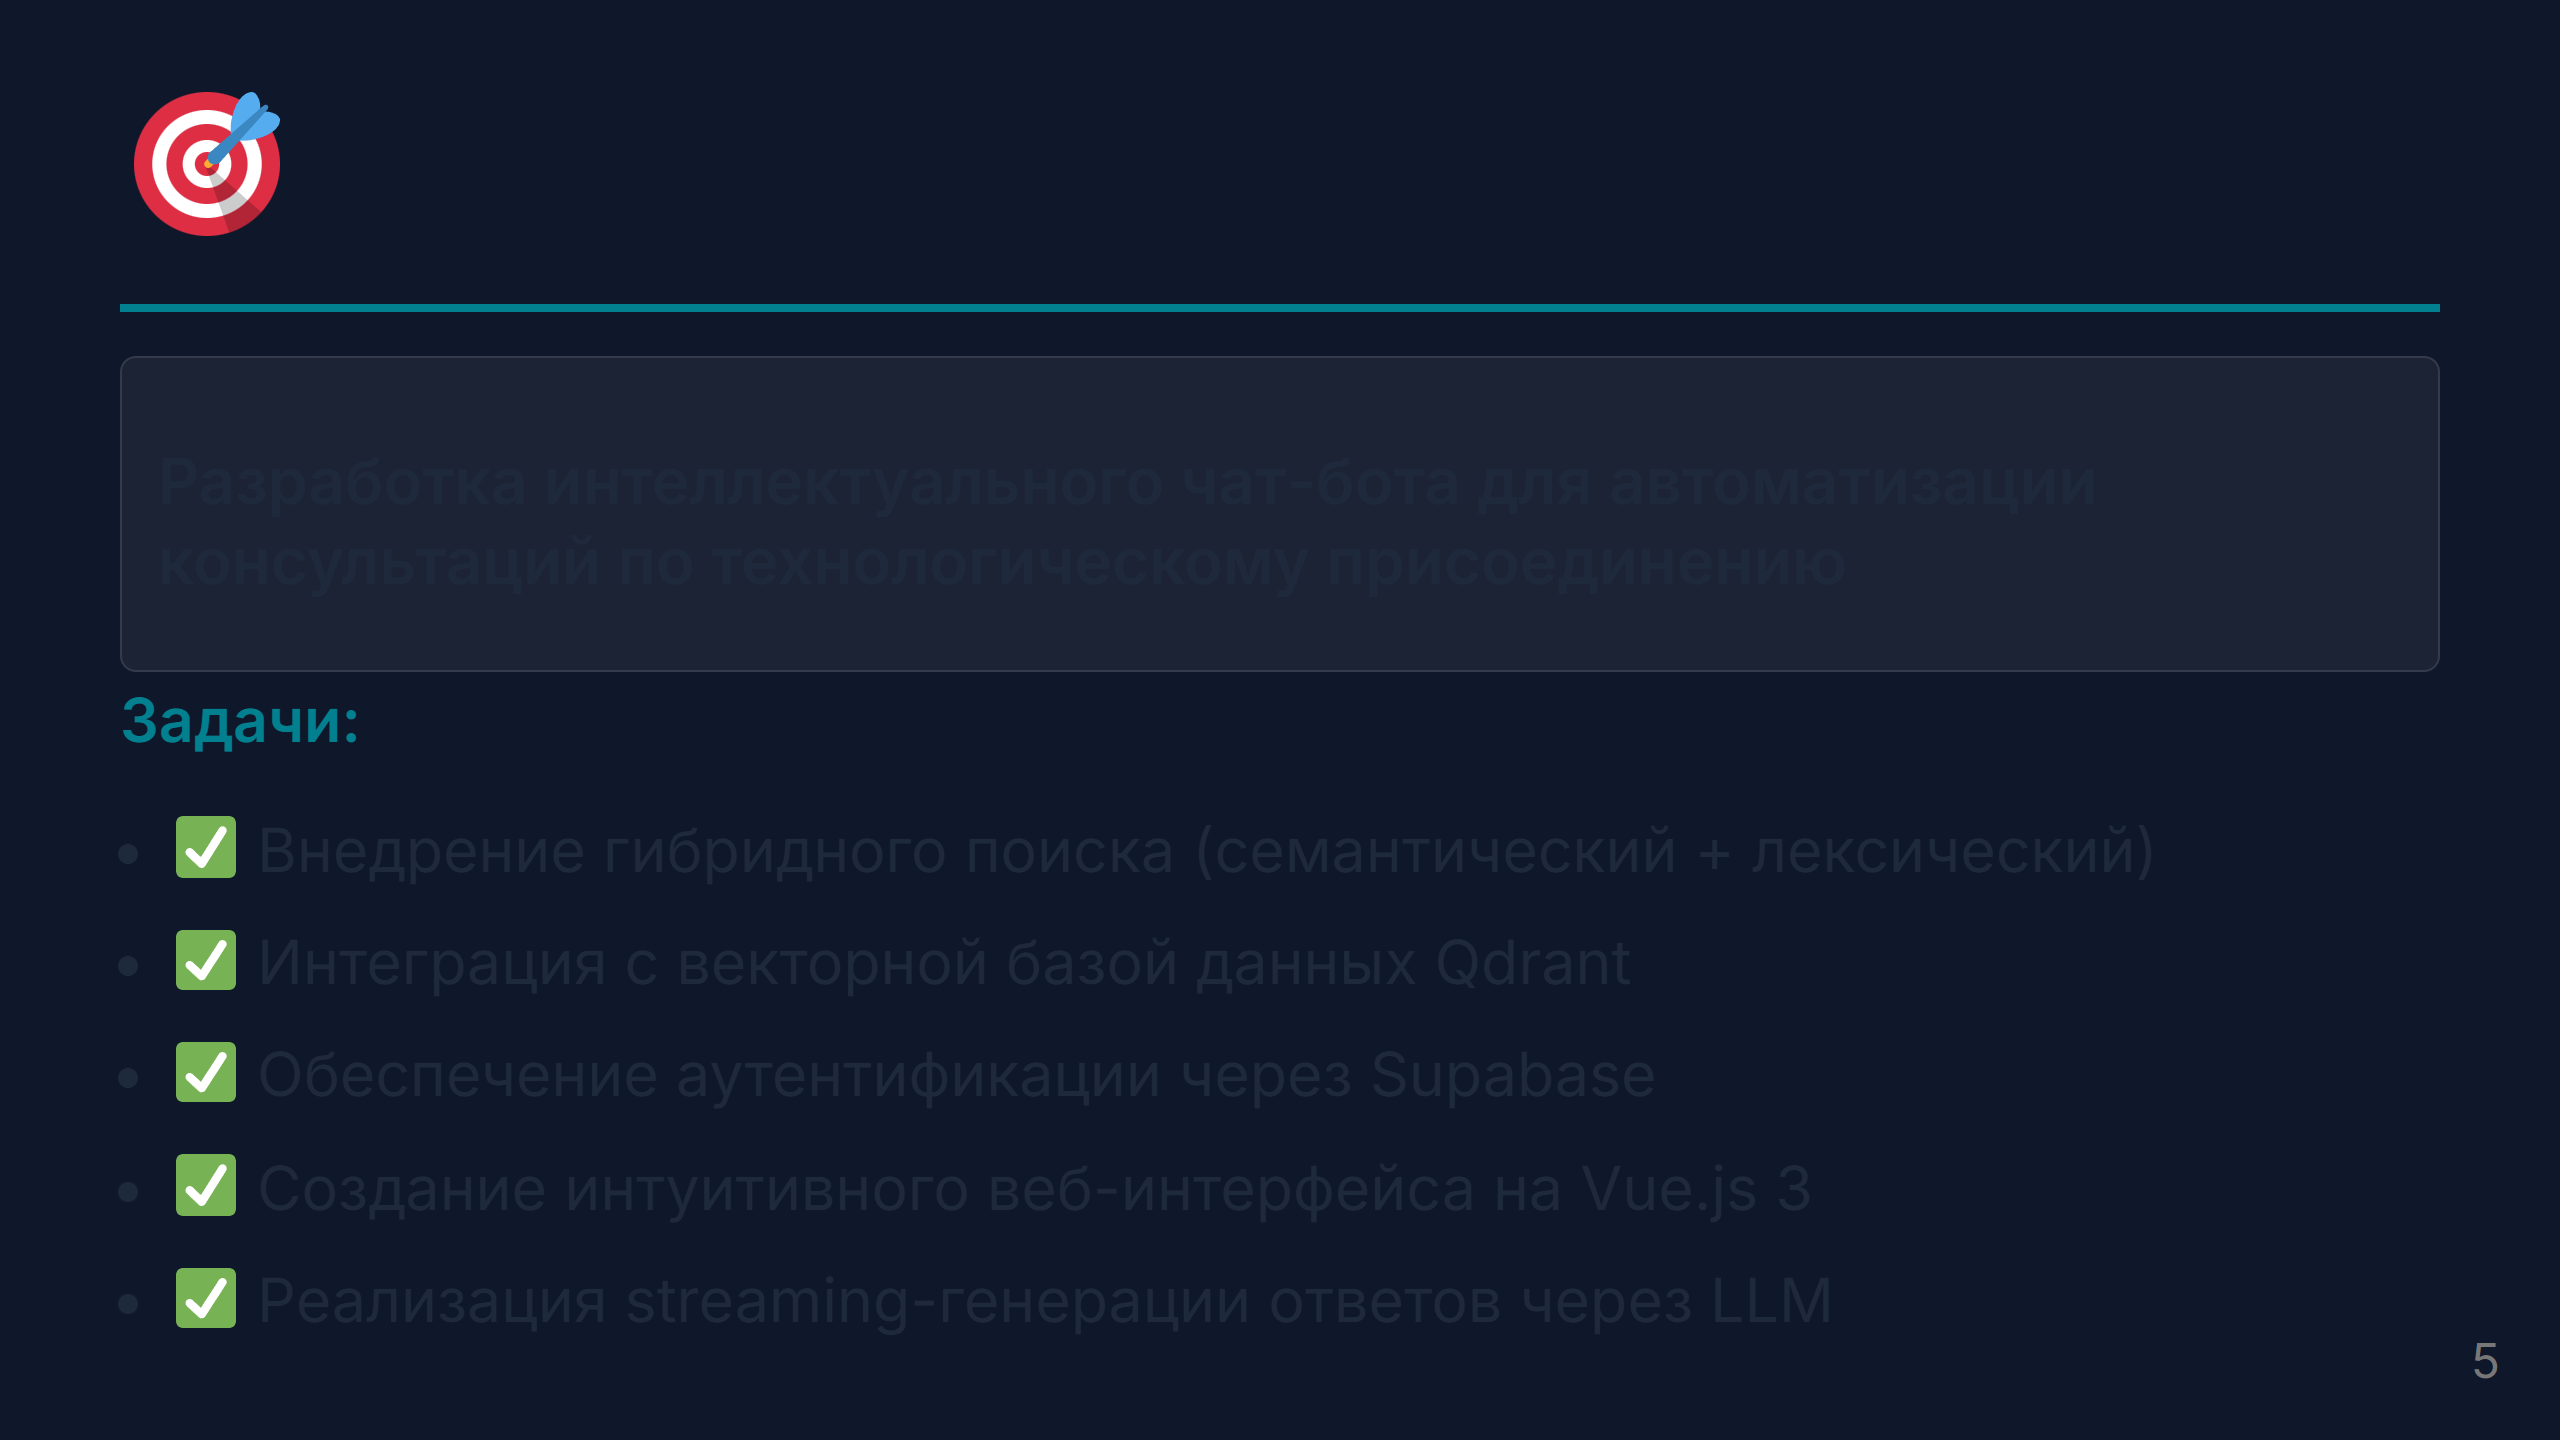 Разработка интеллектуального чат-бота для автоматизации
консультаций по технологическому присоединению
Задачи:
Внедрение гибридного поиска (семантический + лексический)
Интеграция с векторной базой данных Qdrant
Обеспечение аутентификации через Supabase
Создание интуитивного веб-интерфейса на Vue.js 3
Реализация streaming-генерации ответов через LLM
5